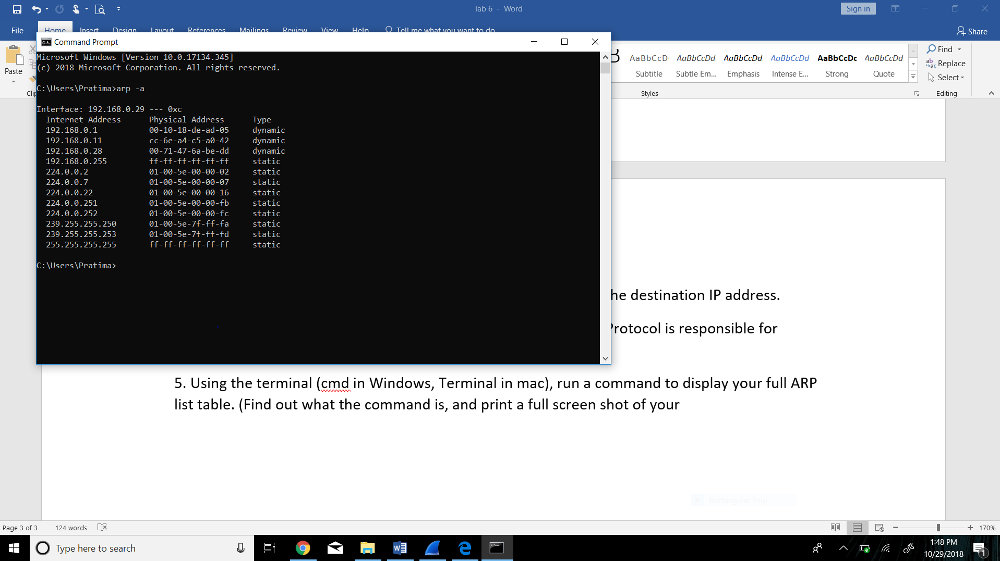 lab 6 - Word
Sign in
File Home Insert Design Layout References Mailings Review View Help Tell me what you want to do
Share
Command Prompt
Microsoft Windows [Version 10.0.17134.345]
(c) 2018 Microsoft Corporation. All rights reserved.
C:\Users\Pratima>arp -a
Interface: 192.168.0.29 --- 0xc
Internet Address Physical Address Type
192.168.0.1 00-10-18-de-ad-05 dynamic
192.168.0.11 cc-6e-a4-c5-a0-42 dynamic
192.168.0.28 00-71-47-6a-be-dd dynamic
192.168.0.255 ff-ff-ff-ff-ff-ff static
224.0.0.2 01-00-5e-00-00-02 static
224.0.0.7 01-00-5e-00-00-07 static
224.0.0.22 01-00-5e-00-00-16 static
224.0.0.251 01-00-5e-00-00-fb static
224.0.0.252 01-00-5e-00-00-fc static
239.255.255.250 01-00-5e-7f-ff-fa static
239.255.255.253 01-00-5e-7f-ff-fd static
255.255.255.255 ff-ff-ff-ff-ff-ff static
C:\Users\Pratima>
Paste
Clip
AaBbCcD AaBbCcDd AaBbCcDd AaBbCcDd AaBbCcDc AaBbCcDd
Subtitle Subtle Em... Emphasis Intense E... Strong Quote
Styles
Find
Replace
Select
Editing
he destination IP address.
Protocol is responsible for
5. Using the terminal (cmd in Windows, Terminal in mac), run a command to display your full ARP
list table. (Find out what the command is, and print a full screen shot of your
Rectangular Snip
Page 3 of 3 124 words
170%
Type here to search
1:48 PM
10/29/2018
1